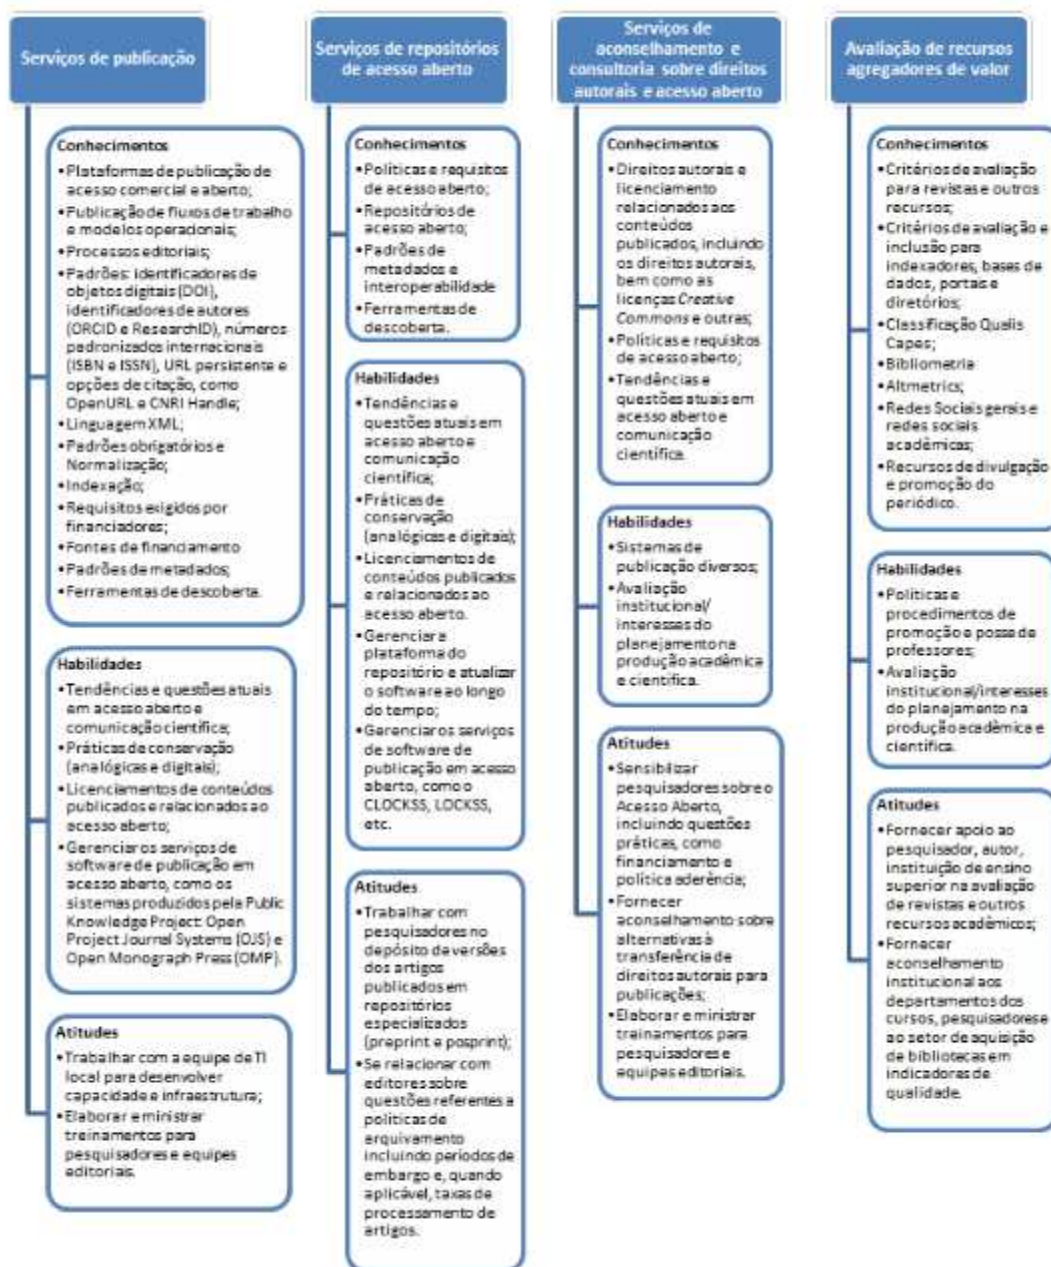 Serviços de publicação
Conhecimentos
•Plataformas de publicação de
acesso comercial e aberto;
•Publicação de fluxos de trabalho
e modelos operacionais;
•Processos editoriais;
•Padrões: identificadores de
objetos digitais (DOI),
identificadores de autores
(ORCID e ResearchID), números
padronizados internacionais
(ISBN e ISSN), URL persistente e
opções de citação, como
OpenURL e CNRI Handle;
•Linguagem XML;
•Padrões obrigatórios e
Normalização;
•Indexação;
•Requisitos exigidos por
financiadores;
•Fontes de financiamento
•Padrões de metadados;
•Ferramentas de descoberta.
Habilidades
•Tendências e questões atuais
em acesso aberto e
comunicação científica;
•Práticas de conservação
(analógicas e digitais);
•Licenciamentos de conteúdos
publicados e relacionados ao
acesso aberto;
•Gerenciar os serviços de
software de publicação em
acesso aberto, como os
sistemas produzidos pela Public
Knowledge Project: Open
Project Journal Systems (OJS) e
Open Monograph Press (OMP).
Atitudes
•Trabalhar com a equipe de TI
local para desenvolver
capacidade e infraestrutura;
•Elaborar e ministrar
treinamentos para
pesquisadores e equipes
editoriais.
Serviços de repositórios
de acesso aberto
Conhecimentos
•Políticas e requisitos
de acesso aberto;
•Repositórios de
acesso aberto;
•Padrões de
metadados e
interoperabilidade
•Ferramentas de
descoberta.
Habilidades
•Tendências e
questões atuais em
acesso aberto e
comunicação
científica;
•Práticas de
conservação
(analógicas e digitais);
•Licenciamentos de
conteúdos publicados
e relacionados ao
acesso aberto.
•Gerenciar a
plataforma do
repositório e atualizar
o software ao longo
do tempo;
•Gerenciar os serviços
de software de
publicação em acesso
aberto, como o
CLOCKSS, LOCKSS,
etc.
Atitudes
•Trabalhar com
pesquisadores no
depósito de versões
dos artigos
publicados em
repositórios
especializados
(preprint e posprint);
•Se relacionar com
editores sobre
questões referentes a
políticas de
arquivamento
incluindo períodos de
embargo e, quando
aplicável, taxas de
processamento de
artigos.
Serviços de
aconselhamento e
consultoria sobre direitos
autorais e acesso aberto
Conhecimentos
•Direitos autorais e
licenciamento
relacionados aos
conteúdos
publicados, incluindo
os direitos autorais,
bem como as
licenças Creative
Commons e outras;
•Políticas e requisitos
de acesso aberto;
•Tendências e
questões atuais em
acesso aberto e
comunicação
científica.
Habilidades
•Sistemas de
publicação diversos;
•Avaliação
institucional/
interesses do
planejamento na
produção acadêmica
e científica.
Atitudes
•Sensibilizar
pesquisadores sobre o
Acesso Aberto,
incluindo questões
práticas, como
financiamento e
política aderência;
•Fornecer
aconselhamento sobre
alternativas à
transferência de
direitos autorais para
publicações;
•Elaborar e ministrar
treinamentos para
pesquisadores e
equipes editoriais.
Avaliação de recursos
agregadores de valor
Conhecimentos
•Critérios de avaliação
para revistas e outros
recursos;
•Critérios de avaliação e
inclusão para
indexadores, bases de
dados, portais e
diretórios;
•Classificação Qualis
Capes;
•Bibliometria
•Altmetrics;
•Redes Sociais gerais e
redes sociais
acadêmicas;
•Recursos de divulgação
e promoção do
periódico.
Habilidades
•Políticas e
procedimentos de
promoção e posse de
professores;
•Avaliação
institucional/interesses
do planejamento na
produção acadêmica e
científica.
Atitudes
•Fornecer apoio ao
pesquisador, autor,
instituição de ensino
superior na avaliação
de revistas e outros
recursos acadêmicos;
•Fornecer
aconselhamento
institucional aos
departamentos dos
cursos, pesquisadores e
ao setor de aquisição
de bibliotecas em
indicadores de
qualidade.